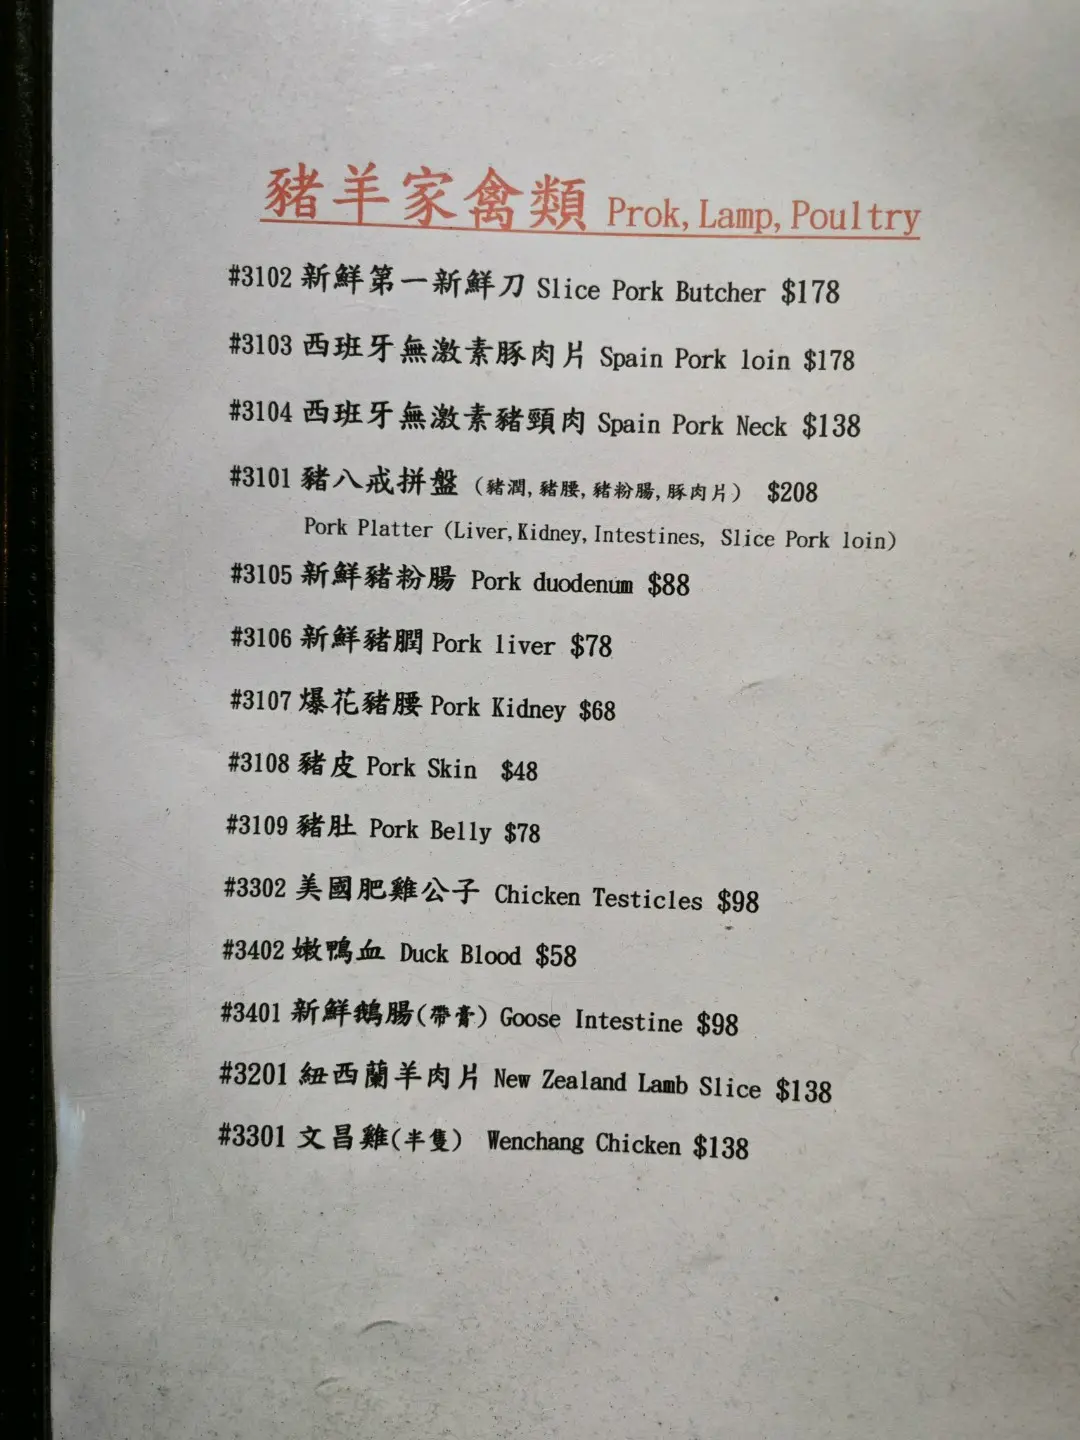 豬羊家禽類 Prok,Lamp,Poultry
#3102 新鮮第一新鮮刀 Slice Pork Butcher $178
#3103 西班牙無激素豚肉片 Spain Pork loin $178
#3104 西班牙無激素豬頸肉 Spain Pork Neck $138
#3101 豬八戒拼盤 (豬潤,豬腰,豬粉腸,豚肉片) $208
Pork Platter (Liver,Kidney,Intestines, Slice Pork loin)
#3105 新鮮豬粉腸 Pork duodenum $88
#3106 新鮮豬膶 Pork liver $78
#3107 爆花豬腰 Pork Kidney $68
#3108 豬皮 Pork Skin $48
#3109 豬肚 Pork Belly $78
#3302 美國肥雞公子 Chicken Testicles $98
#3402 嫩鴨血 Duck Blood $58
#3401 新鮮鵝腸(帶膏) Goose Intestine $98
#3201 紐西蘭羊肉片 New Zealand Lamb Slice $138
#3301 文昌雞(半隻) Wenchang Chicken $138